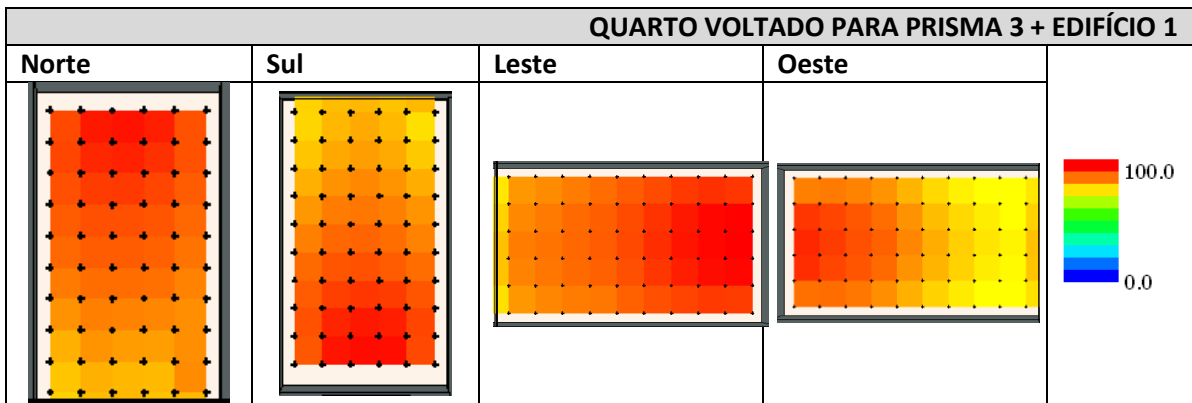 QUARTO VOLTADO PARA PRISMA 3 + EDIFÍCIO 1
Norte Sul Leste Oeste
100.0
0.0